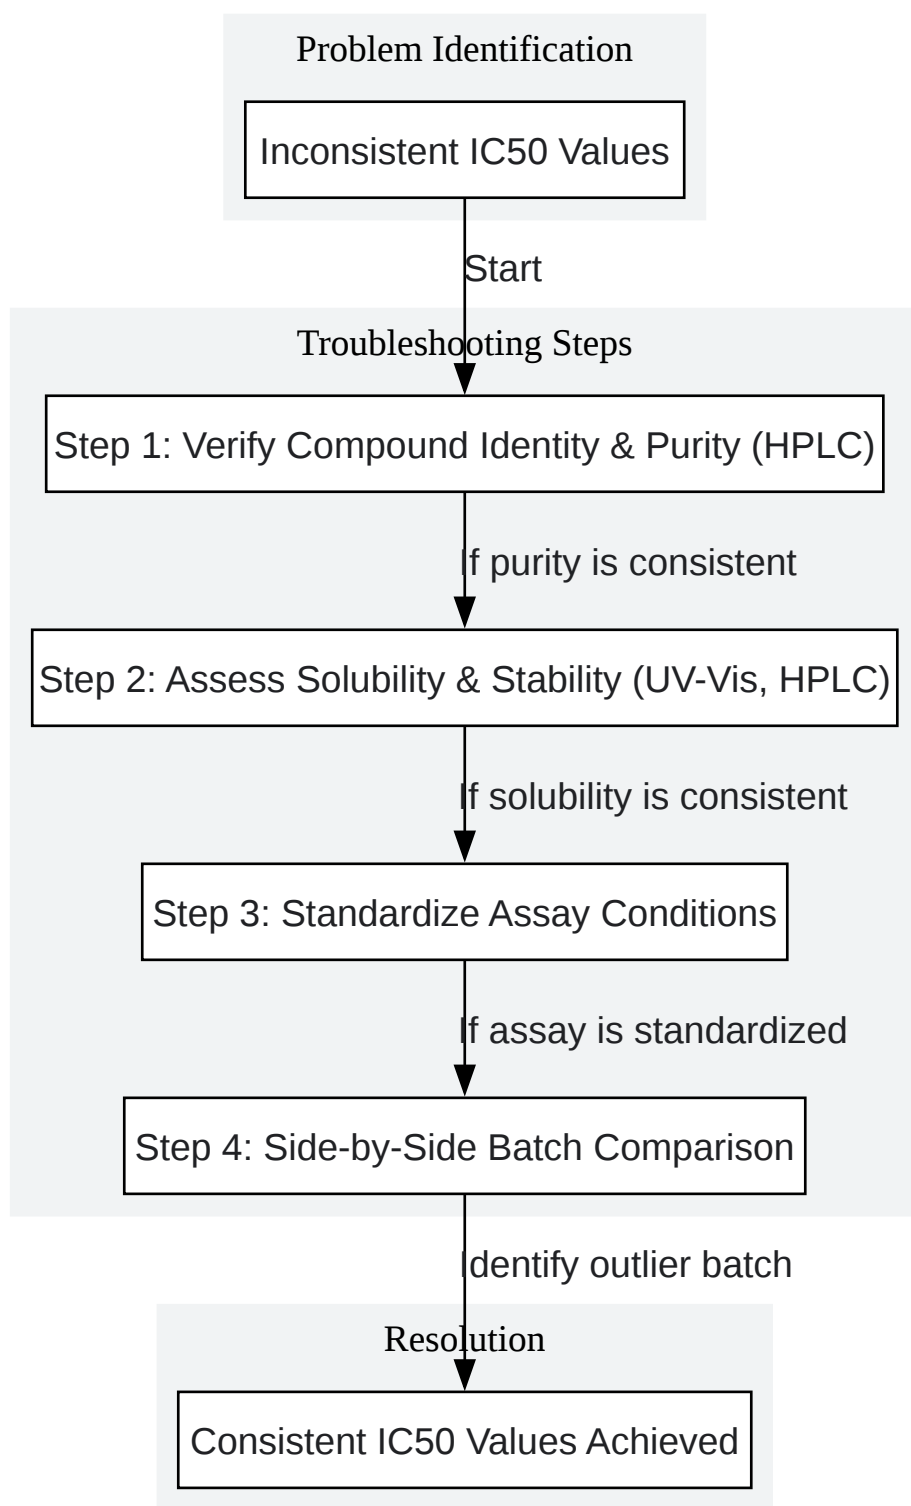 Problem Identification
Inconsistent IC50 Values
Start
Troubleshooting Steps
Step 1: Verify Compound Identity & Purity (HPLC)
If purity is consistent
Step 2: Assess Solubility & Stability (UV-Vis, HPLC)
If solubility is consistent
Step 3: Standardize Assay Conditions
If assay is standardized
Step 4: Side-by-Side Batch Comparison
Identify outlier batch
Resolution
Consistent IC50 Values Achieved